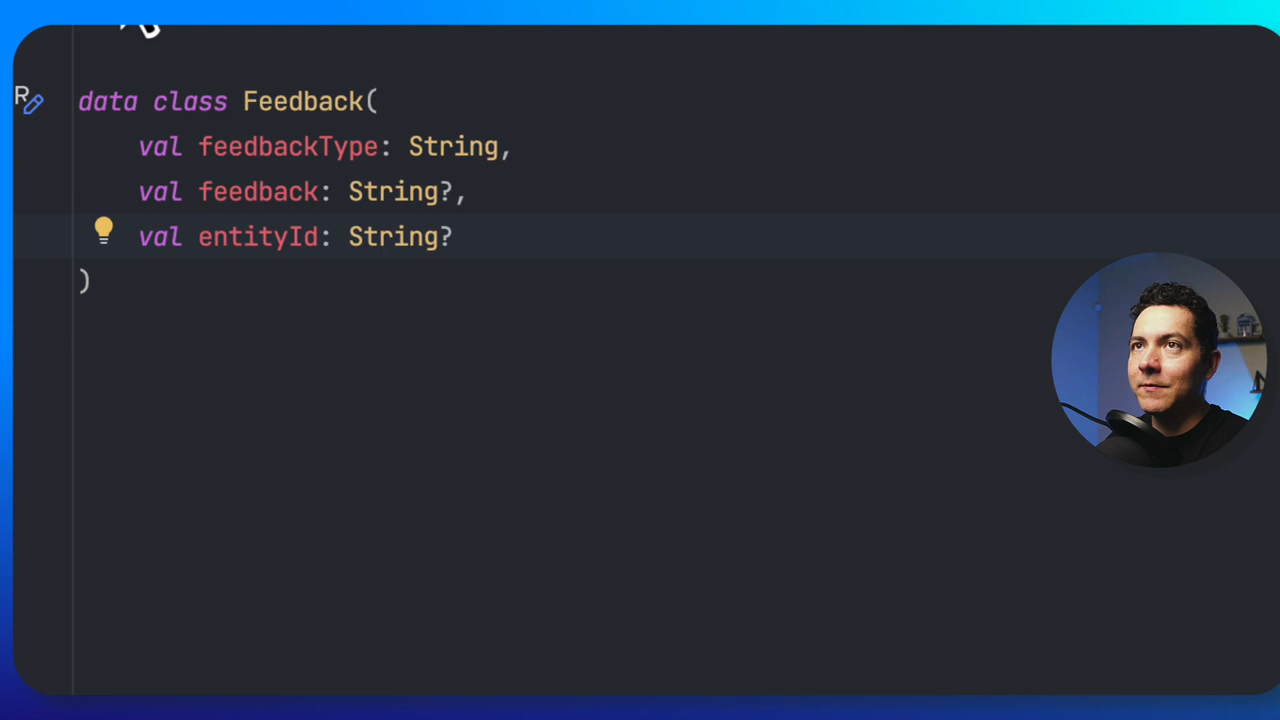 data class Feedback(
val feedbackType: String,
val feedback: String?,
val entityId: String?
)